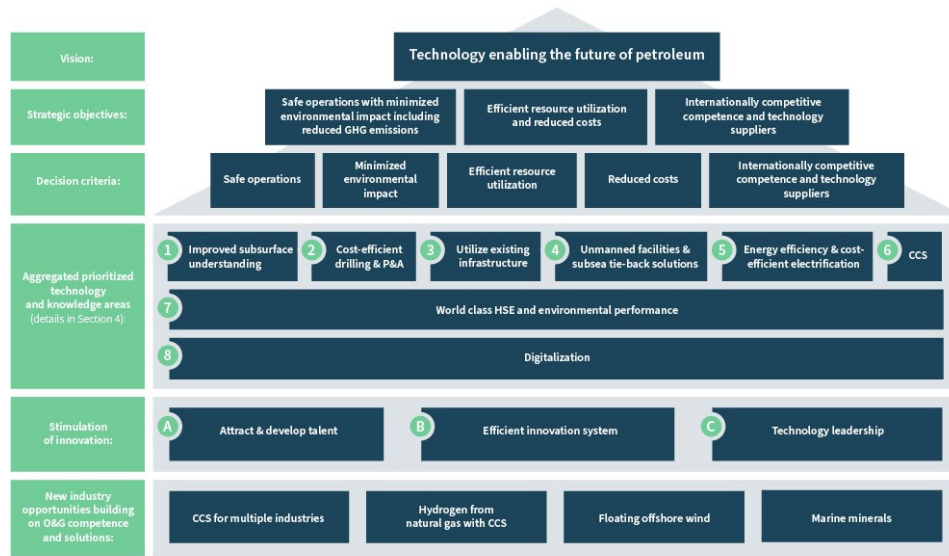 Vision:
Technology enabling the future of petroleum
Strategic objectives:
Safe operations with minimized
environmental impact including
reduced GHG emissions
Efficient resource utilization
and reduced costs
Internationally competitive
competence and technology
suppliers
Decision criteria:
Safe operations
Minimized
environmental
impact
Efficient resource
utilization
Reduced costs
Internationally competitive
competence and technology
suppliers
Aggregated prioritized
technology
and knowledge areas
(details in Section 4):
1
Improved subsurface
understanding
2
Cost-efficient
drilling & P&A
3
Utilize existing
infrastructure
4
Unmanned facilities &
subsea tie-back solutions
5
Energy efficiency & cost-
efficient electrification
6
CCS
7
World class HSE and environmental performance
8
Digitalization
Stimulation
of innovation:
A
Attract & develop talent
B
Efficient innovation system
C
Technology leadership
New industry
opportunities building
on O&G competence
and solutions:
CCS for multiple industries
Hydrogen from
natural gas with CCS
Floating offshore wind
Marine minerals